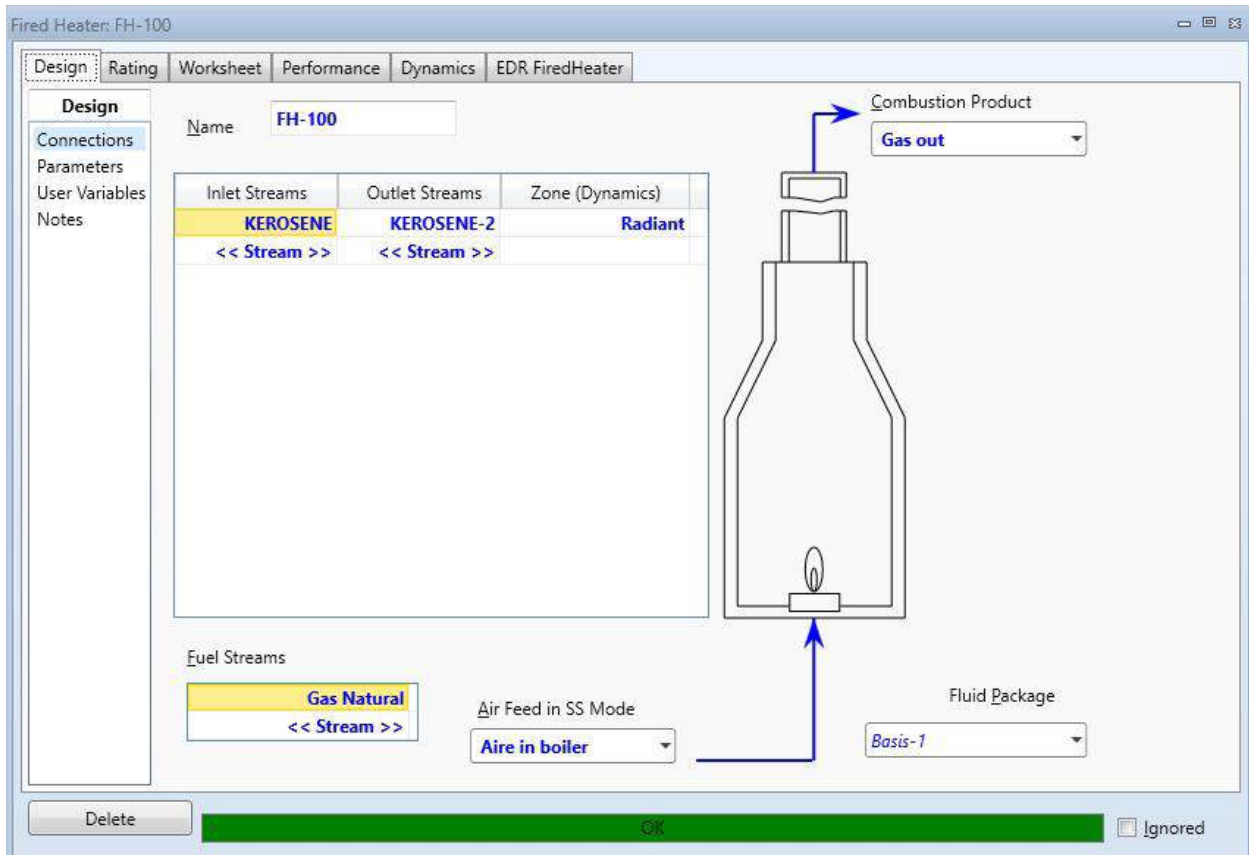 Fired Heater: FH-100
Design Rating Worksheet Performance Dynamics EDR FiredHeater
Design
Connections
Parameters
User Variables
Notes
Name FH-100
Combustion Product
Gas out
Inlet Streams Outlet Streams Zone (Dynamics)
KEROSENE KEROSENE-2 Radiant
<< Stream >> << Stream >>
Fuel Streams
Gas Natural
<< Stream >>
Air Feed in SS Mode
Aire in boiler
Fluid Package
Basis-1
Delete OK Ignored